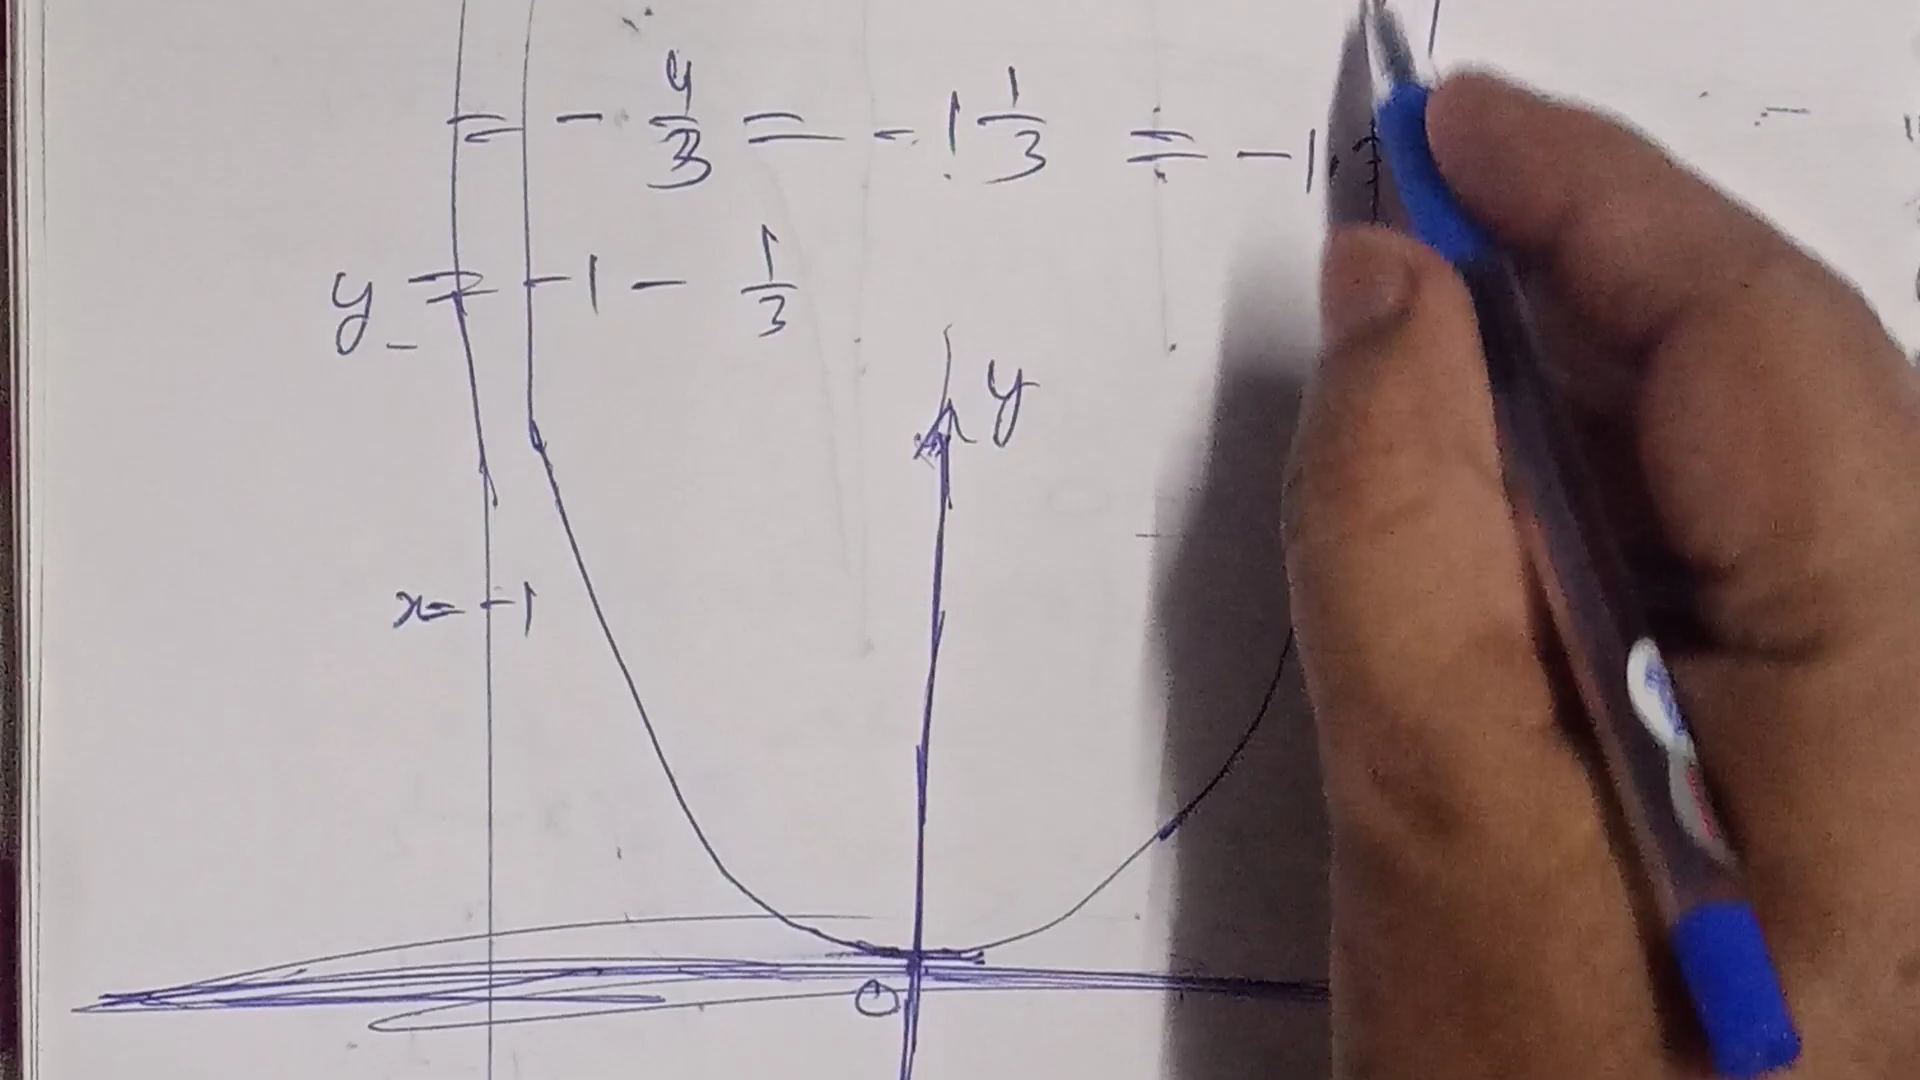 = - 4/3 = - 1 1/3 = -1.
y = -1 - 1/3
y
x = -1
O